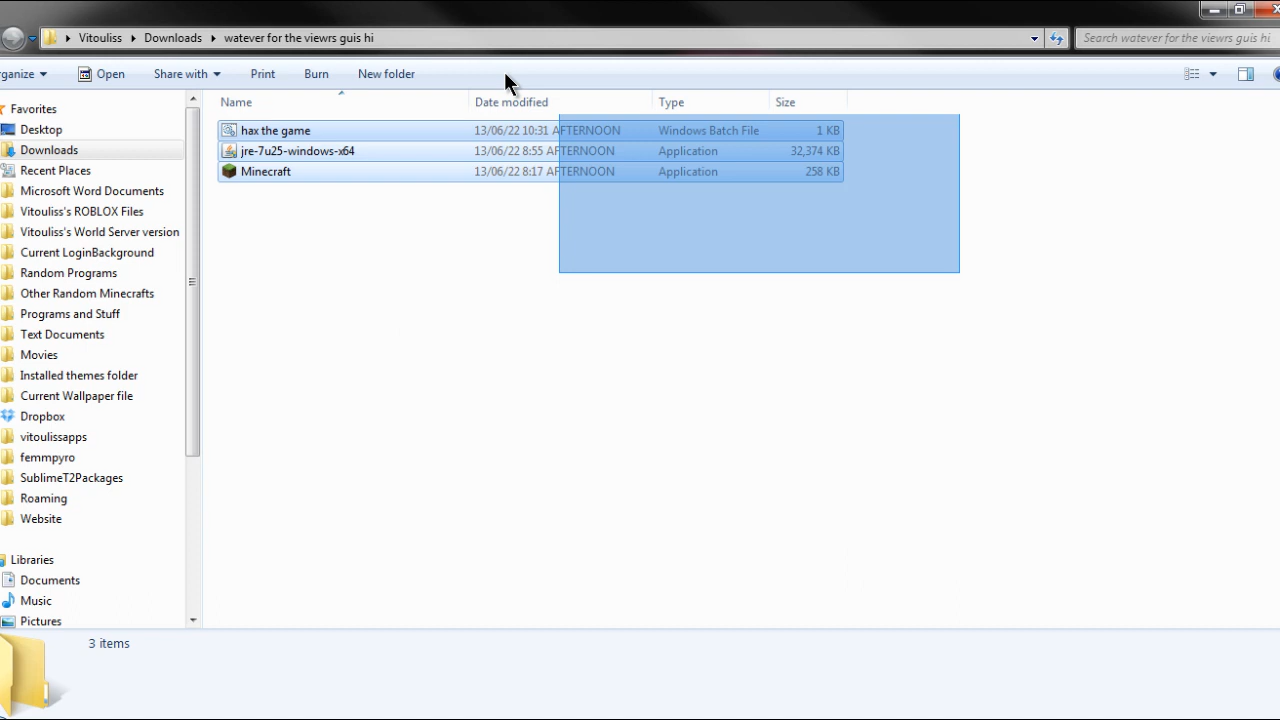 Vitouliss Downloads watever for the viewrs guis hi Search watever for the viewrs guis hi
rganize Open Share with Print Burn New folder
Favorites
Desktop
Downloads
Recent Places
Microsoft Word Documents
Vitouliss's ROBLOX Files
Vitouliss's World Server version
Current LoginBackground
Random Programs
Other Random Minecrafts
Programs and Stuff
Text Documents
Movies
Installed themes folder
Current Wallpaper file
Dropbox
vitoulissapps
femmpyro
SublimeT2Packages
Roaming
Website
Libraries
Documents
Music
Pictures
Name Date modified Type Size
hax the game 13/06/22 10:31 AFTERNOON Windows Batch File 1 KB
jre-7u25-windows-x64 13/06/22 8:55 AFTERNOON Application 32,374 KB
Minecraft 13/06/22 8:17 AFTERNOON Application 258 KB
3 items